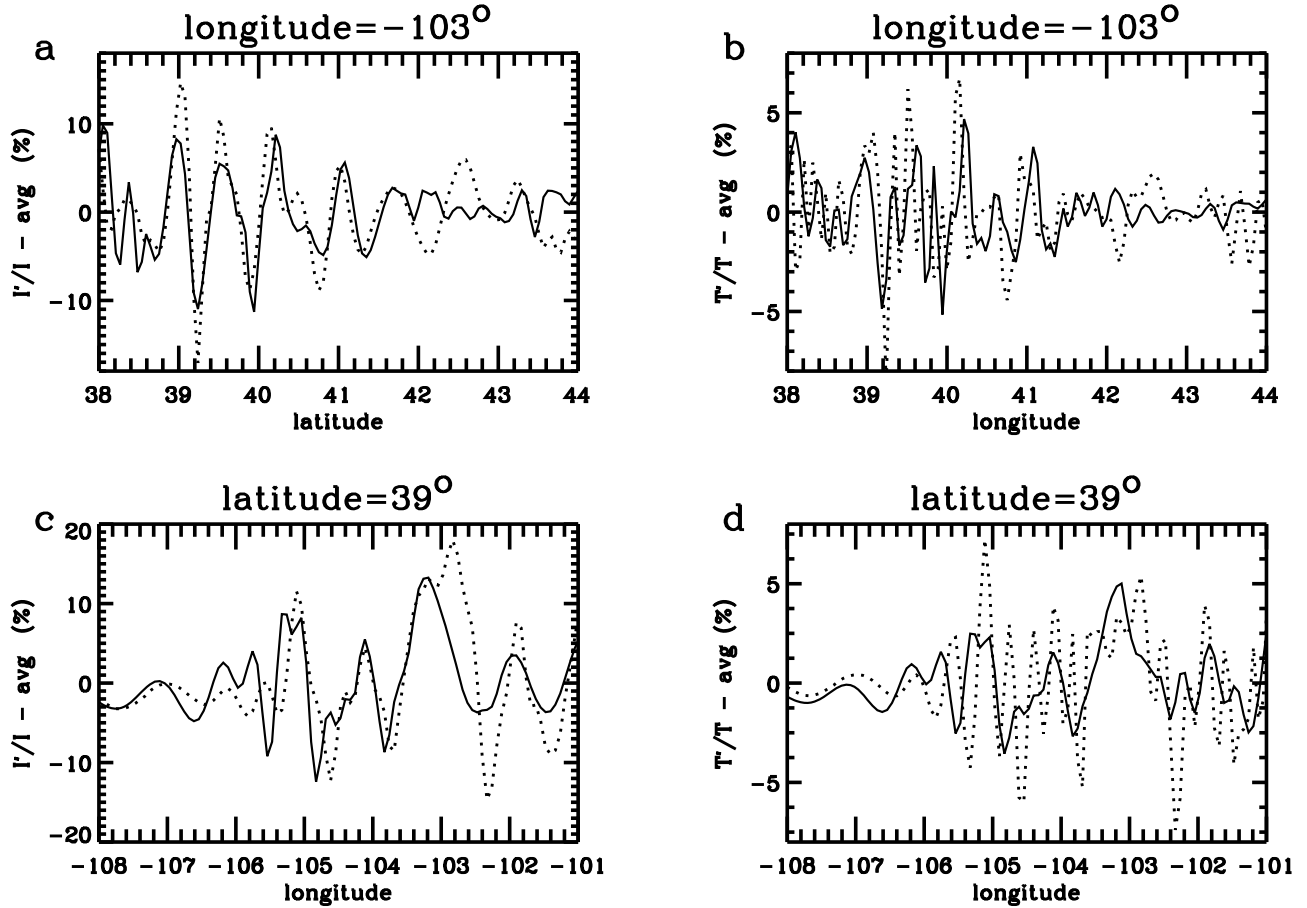 longitude=−103°
a
I'/I − avg (%)
10
0
−10
38 39 40 41 42 43 44
latitude
longitude=−103°
b
T'/T − avg (%)
5
0
−5
38 39 40 41 42 43 44
longitude
latitude=39°
c
I'/I − avg (%)
20
10
0
−10
−20
−108 −107 −106 −105 −104 −103 −102 −101
longitude
latitude=39°
d
T'/T − avg (%)
5
0
−5
−108 −107 −106 −105 −104 −103 −102 −101
longitude